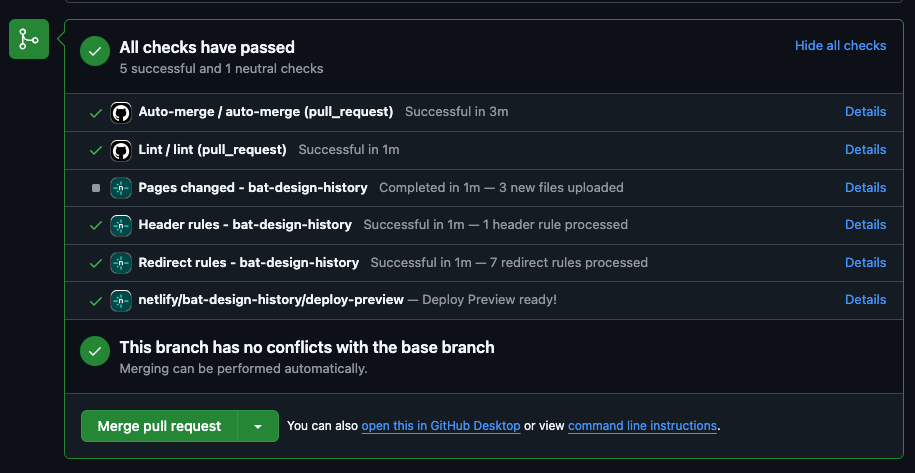 All checks have passed
Hide all checks
5 successful and 1 neutral checks
Auto-merge / auto-merge (pull_request) Successful in 3m Details
Lint / lint (pull_request) Successful in 1m Details
Pages changed - bat-design-history Completed in 1m — 3 new files uploaded Details
Header rules - bat-design-history Successful in 1m — 1 header rule processed Details
Redirect rules - bat-design-history Successful in 1m — 7 redirect rules processed Details
netlify/bat-design-history/deploy-preview — Deploy Preview ready! Details
This branch has no conflicts with the base branch
Merging can be performed automatically.
Merge pull request You can also open this in GitHub Desktop or view command line instructions.